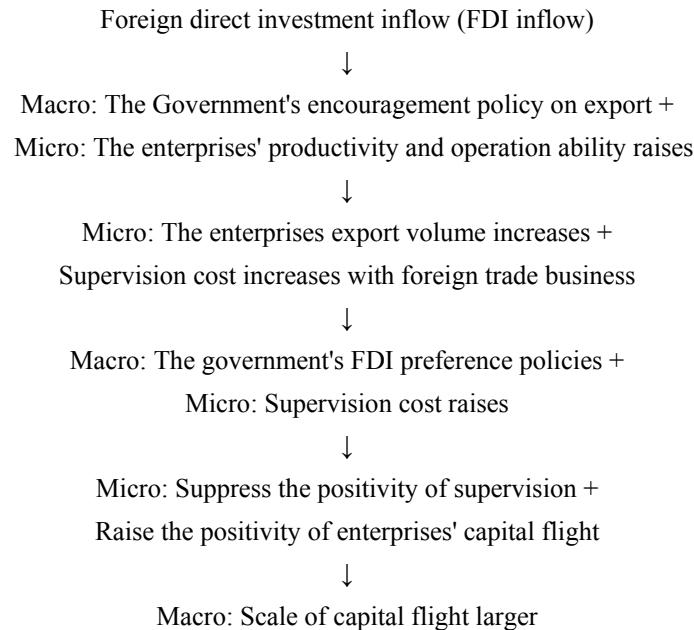 Foreign direct investment inflow (FDI inflow)
↓
Macro: The Government's encouragement policy on export +
Micro: The enterprises' productivity and operation ability raises
↓
Micro: The enterprises export volume increases +
Supervision cost increases with foreign trade business
↓
Macro: The government's FDI preference policies +
Micro: Supervision cost raises
↓
Micro: Suppress the positivity of supervision +
Raise the positivity of enterprises' capital flight
↓
Macro: Scale of capital flight larger